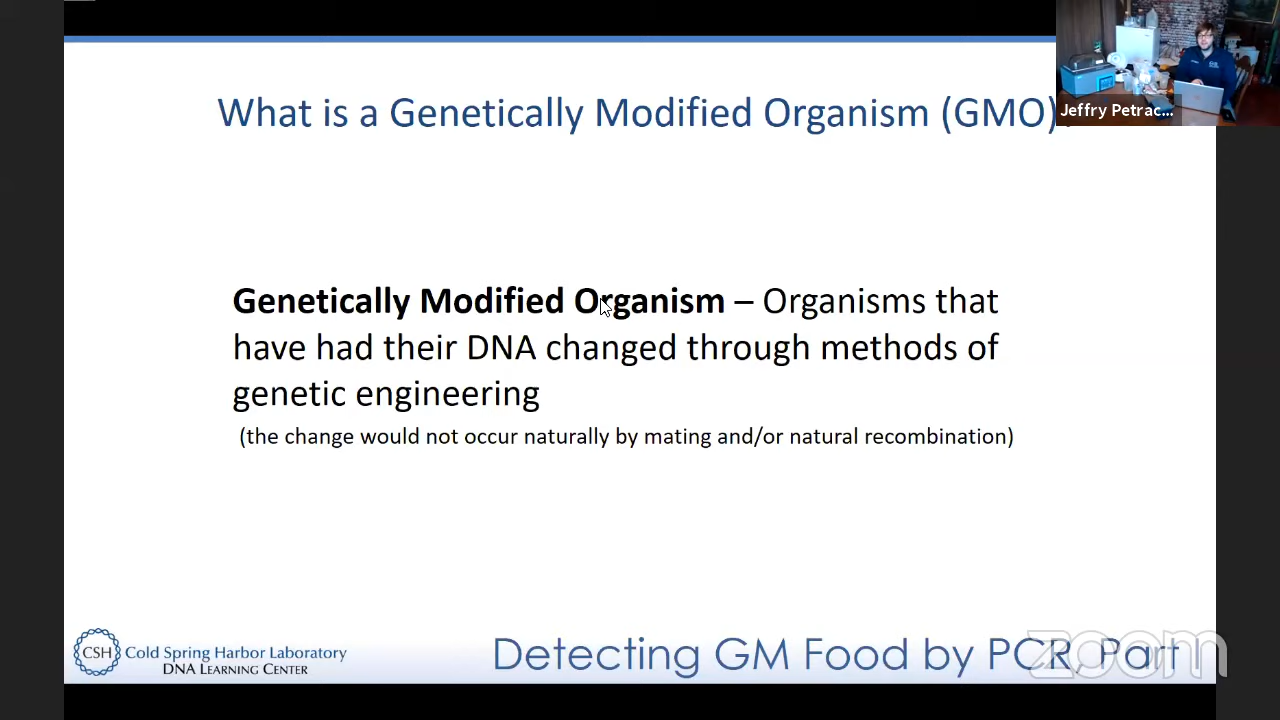 What is a Genetically Modified Organism (GMO)
Jeffry Petrac...
Genetically Modified Organism – Organisms that
have had their DNA changed through methods of
genetic engineering
(the change would not occur naturally by mating and/or natural recombination)
CSH Cold Spring Harbor Laboratory
DNA LEARNING CENTER
Detecting GM Food by PCR, Part
zoom